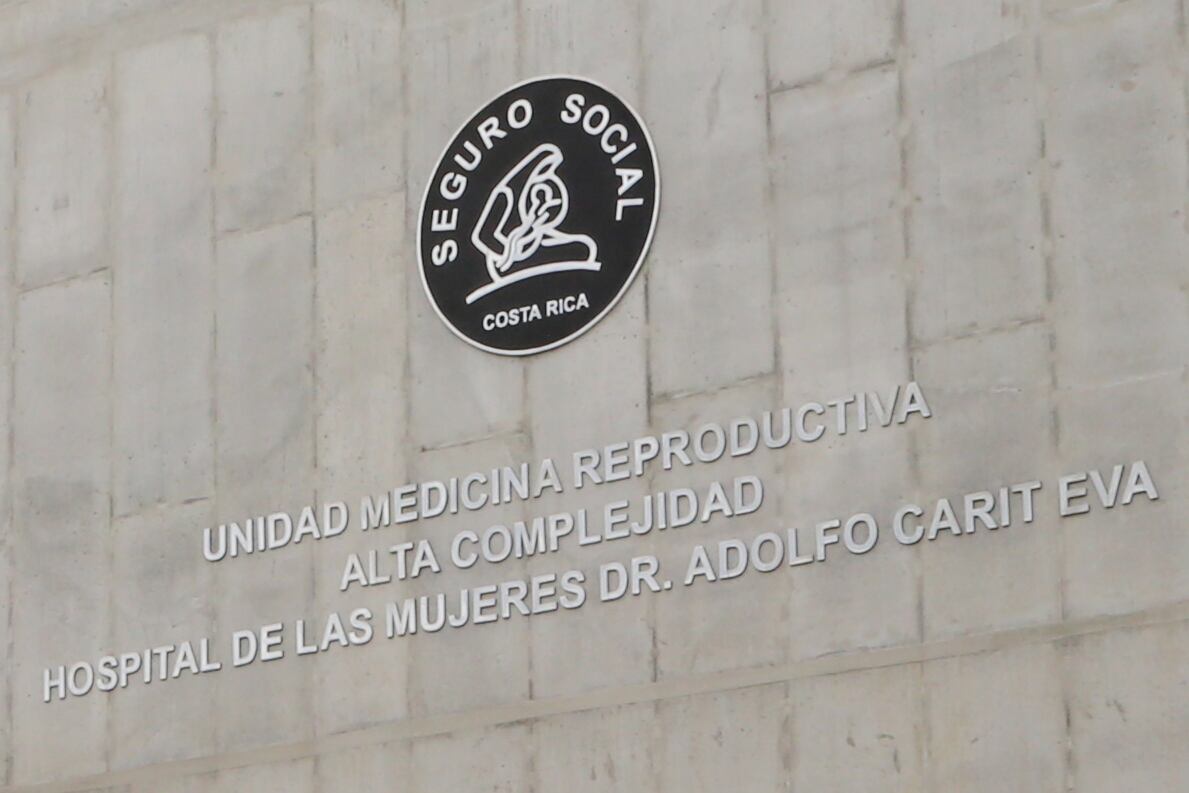 SEGURO SOCIAL
COSTA RICA
UNIDAD MEDICINA REPRODUCTIVA
ALTA COMPLEJIDAD
HOSPITAL DE LAS MUJERES DR. ADOLFO CARIT EVA